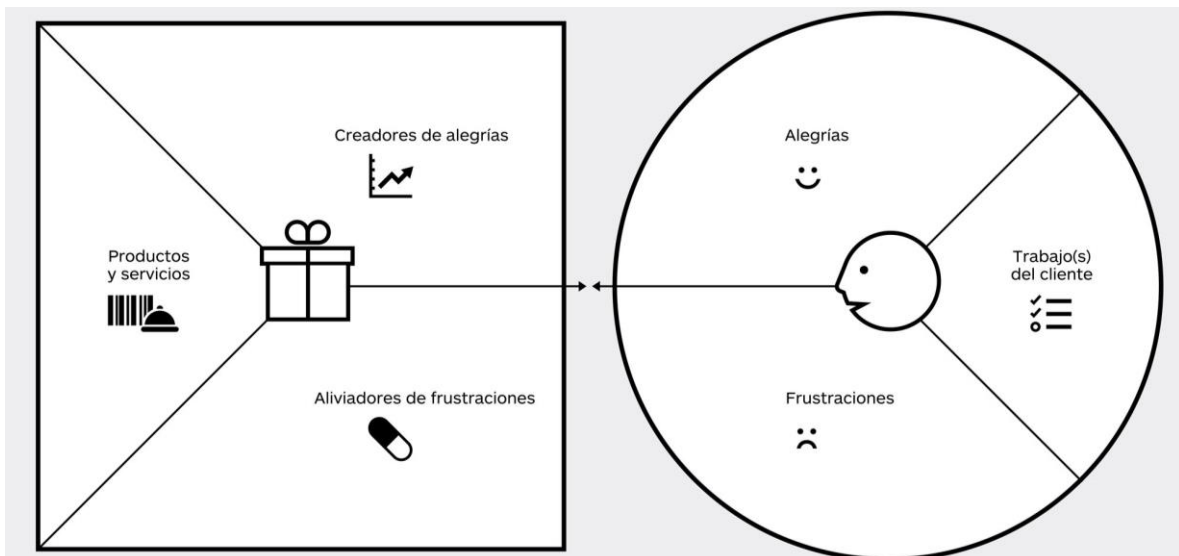 Creadores de alegrías
Productos
y servicios
Aliviadores de frustraciones
Alegrías
Trabajo(s)
del cliente
Frustraciones